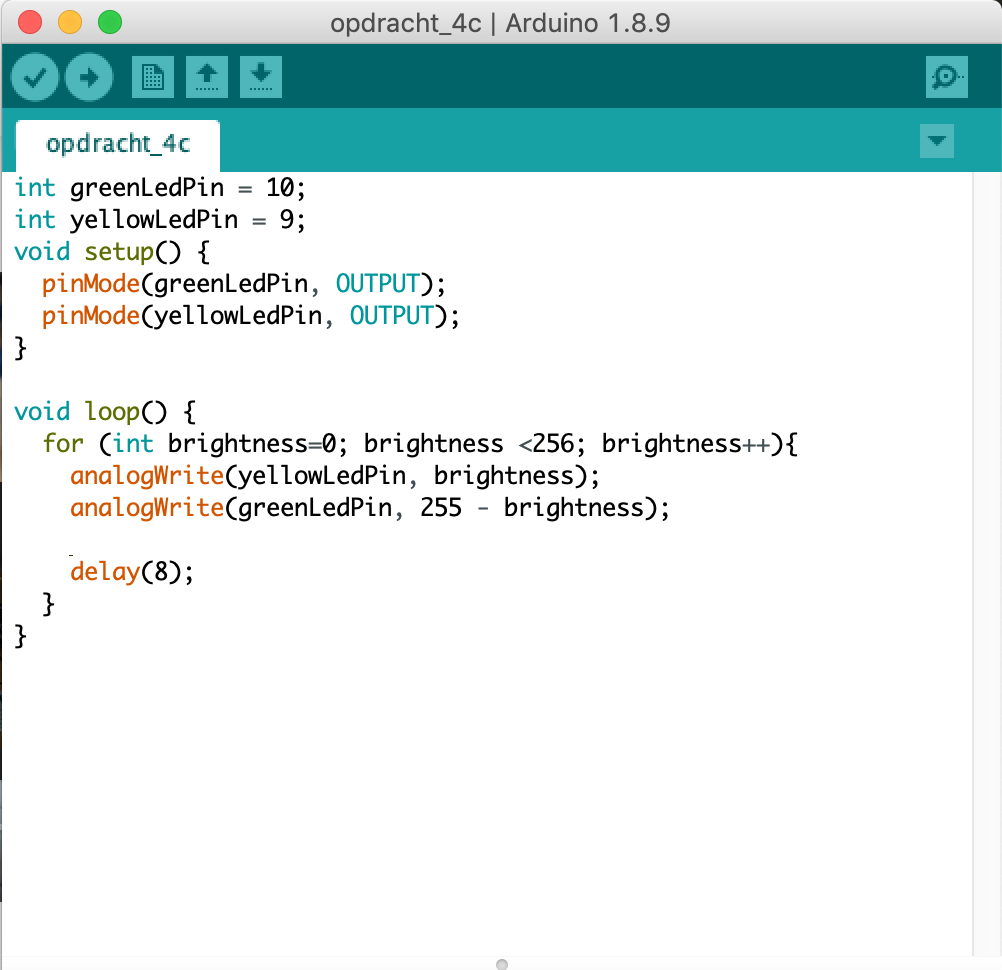 opdracht_4c | Arduino 1.8.9
opdracht_4c
int greenLedPin = 10;
int yellowLedPin = 9;
void setup() {
  pinMode(greenLedPin, OUTPUT);
  pinMode(yellowLedPin, OUTPUT);
}
void loop() {
  for (int brightness=0; brightness <256; brightness++){
    analogWrite(yellowLedPin, brightness);
    analogWrite(greenLedPin, 255 - brightness);
    delay(8);
  }
}